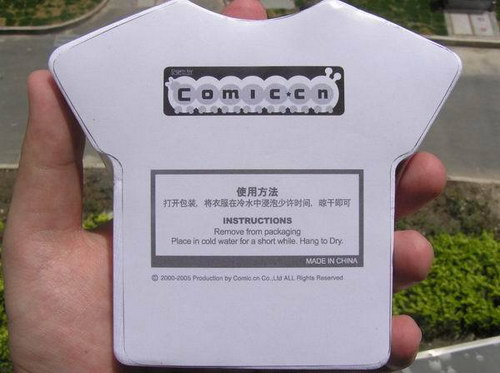 Comic★cn
使用方法
打开包装，将衣服在冷水中浸泡少许时间，晾干即可
INSTRUCTIONS
Remove from packaging
Place in cold water for a short while. Hang to Dry.
MADE IN CHINA
© 2000-2005 Production by Comic.cn Co.,Ltd ALL Rights Reserved